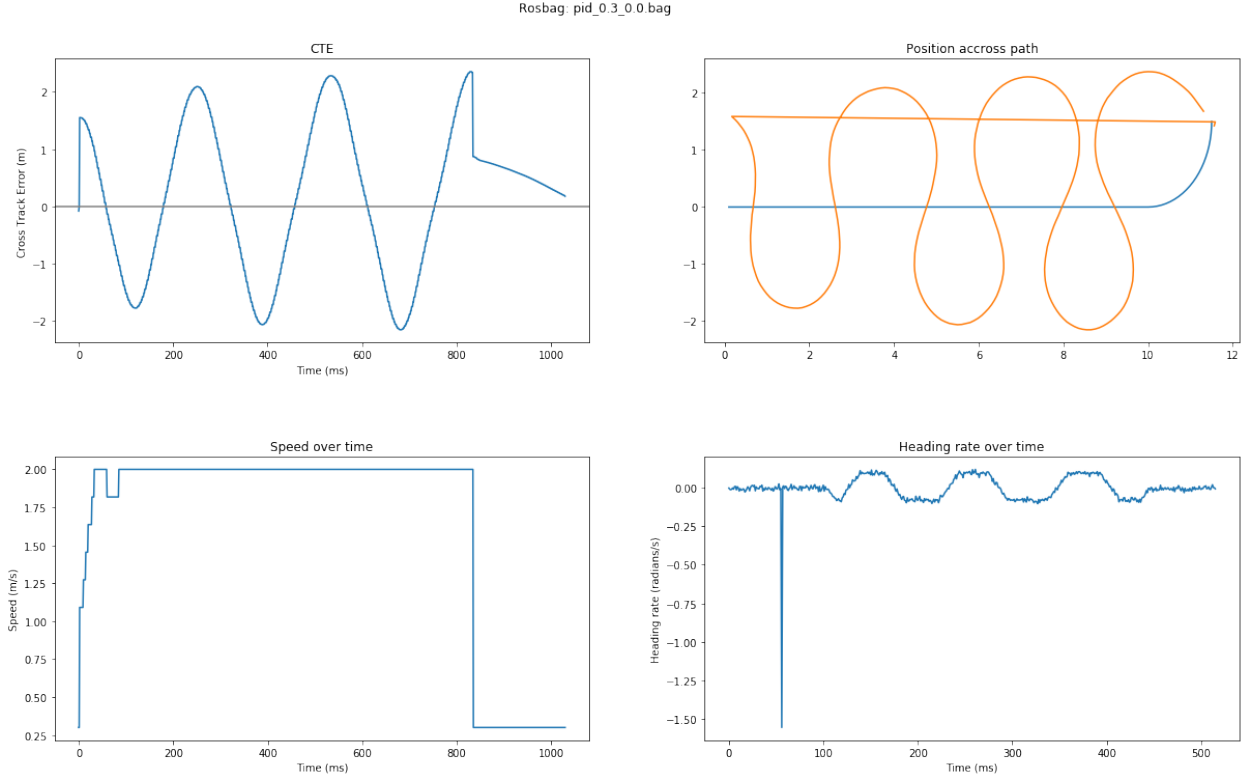 Rosbag: pid_0.3_0.0.bag
CTE
Cross Track Error (m)
2
1
0
−1
−2
0 200 400 600 800 1000
Time (ms)
Position accross path
2
1
0
−1
−2
0 2 4 6 8 10 12
Speed over time
Speed (m/s)
2.00
1.75
1.50
1.25
1.00
0.75
0.50
0.25
0 200 400 600 800 1000
Time (ms)
Heading rate over time
Heading rate (radians/s)
0.00
−0.25
−0.50
−0.75
−1.00
−1.25
−1.50
0 100 200 300 400 500
Time (ms)